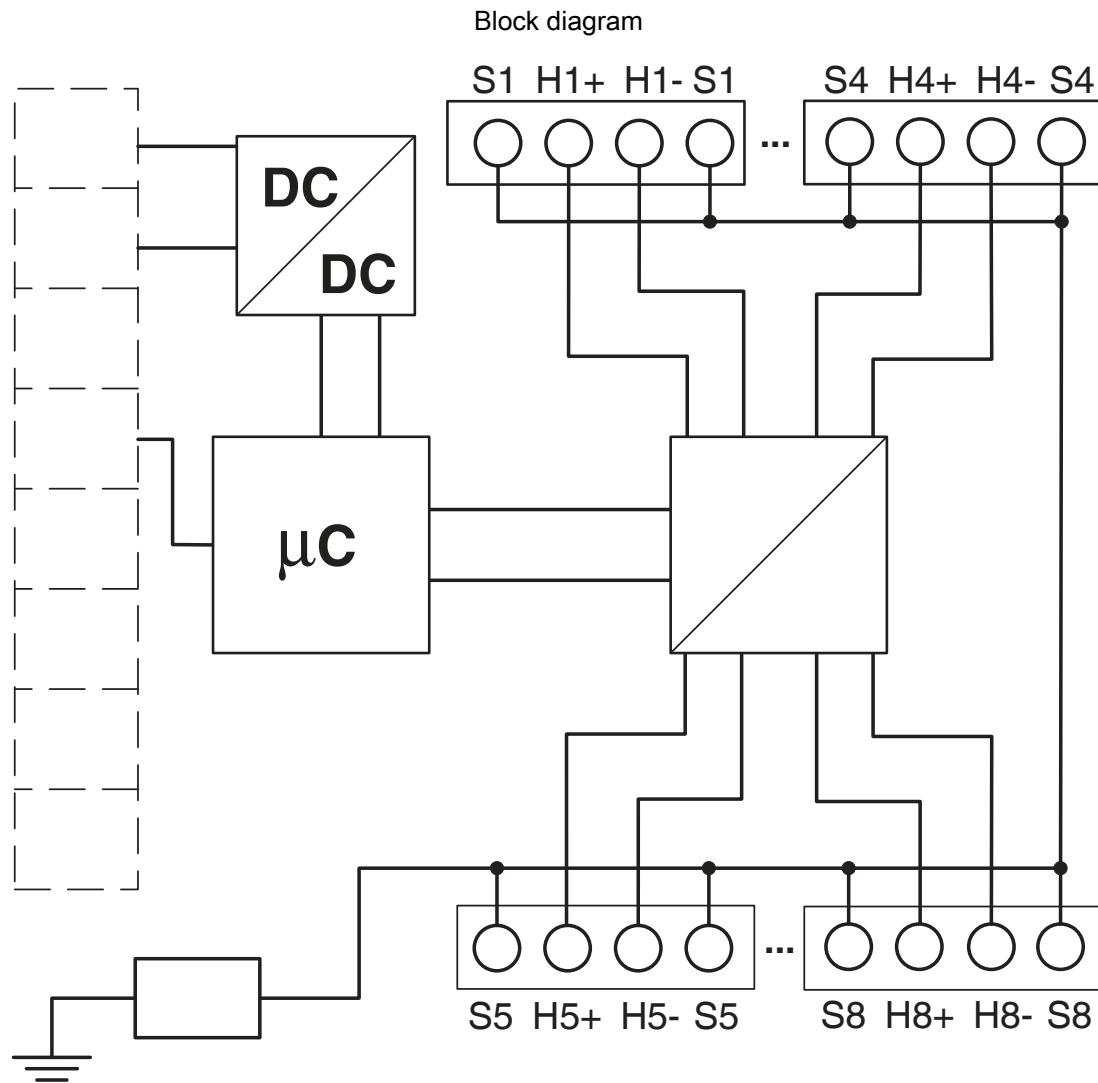 Block diagram
S1 H1+ H1- S1 ... S4 H4+ H4- S4
DC
DC
µC
...
S5 H5+ H5- S5 S8 H8+ H8- S8